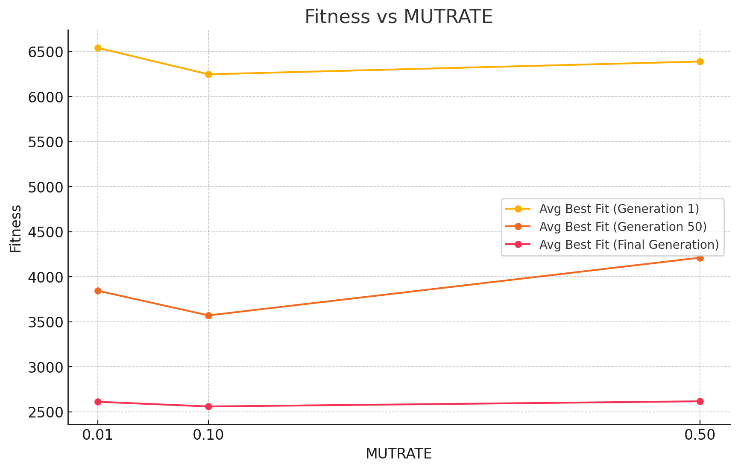 Fitness vs MUTRATE
6500
6000
5500
5000
4500
4000
3500
3000
2500
Fitness
Avg Best Fit (Generation 1)
Avg Best Fit (Generation 50)
Avg Best Fit (Final Generation)
0.01 0.10 0.50
MUTRATE